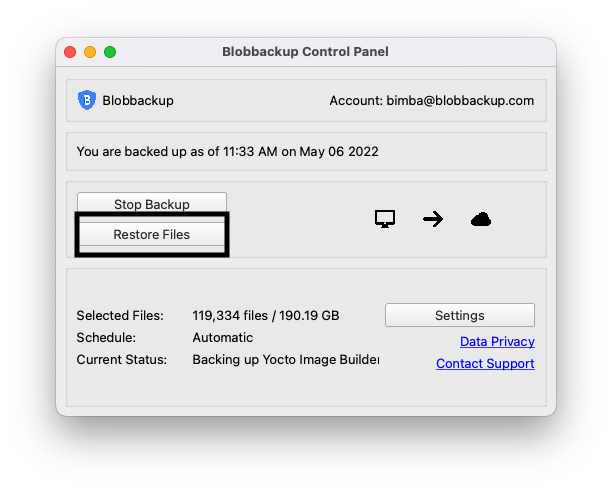 Blobbackup Control Panel
Blobbackup
Account: bimba@blobbackup.com
You are backed up as of 11:33 AM on May 06 2022
Stop Backup
Restore Files
Selected Files: 119,334 files / 190.19 GB
Settings
Schedule: Automatic
Data Privacy
Current Status: Backing up Yocto Image Builder
Contact Support